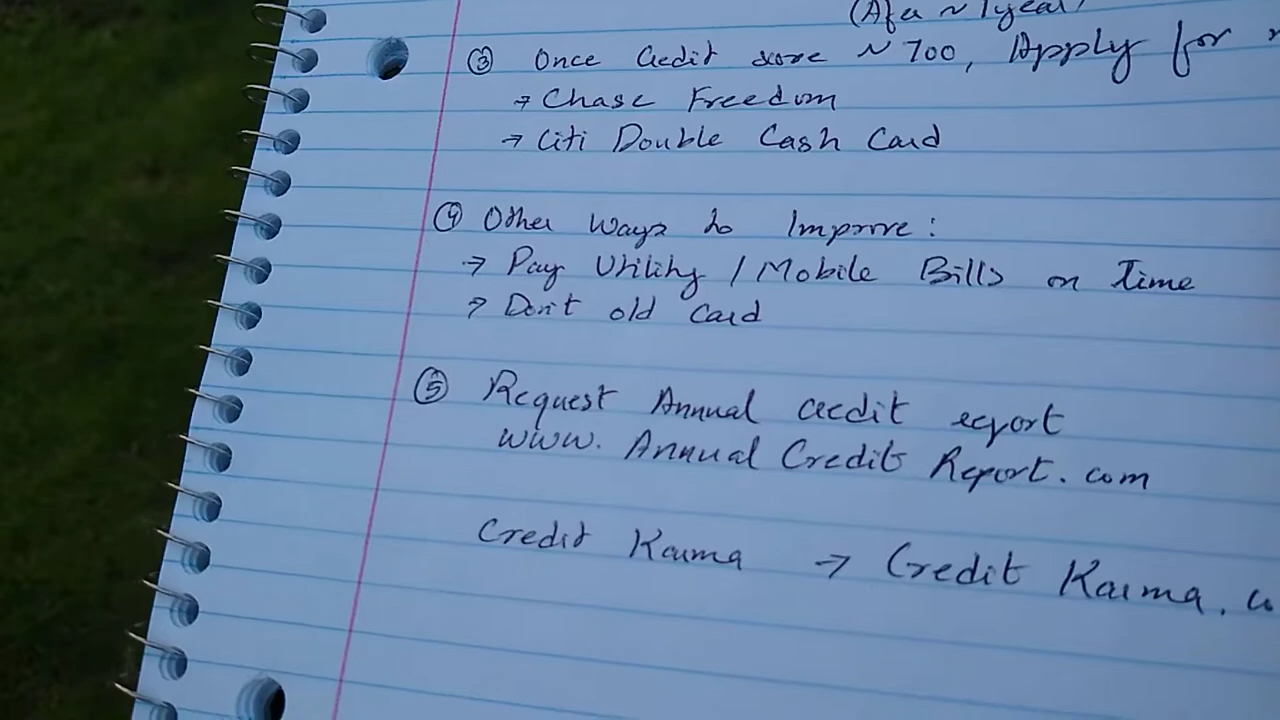 (After ~ 1 year)
③ Once Credit score ~ 700, Apply for
→ Chase Freedom
→ Citi Double Cash Card
④ Other Ways to Improve:
→ Pay Utility / Mobile Bills on Time
→ Don't old Card
⑤ Request Annual credit report
www. Annual Credit Report. com
Credit Karma → Credit Karma. co